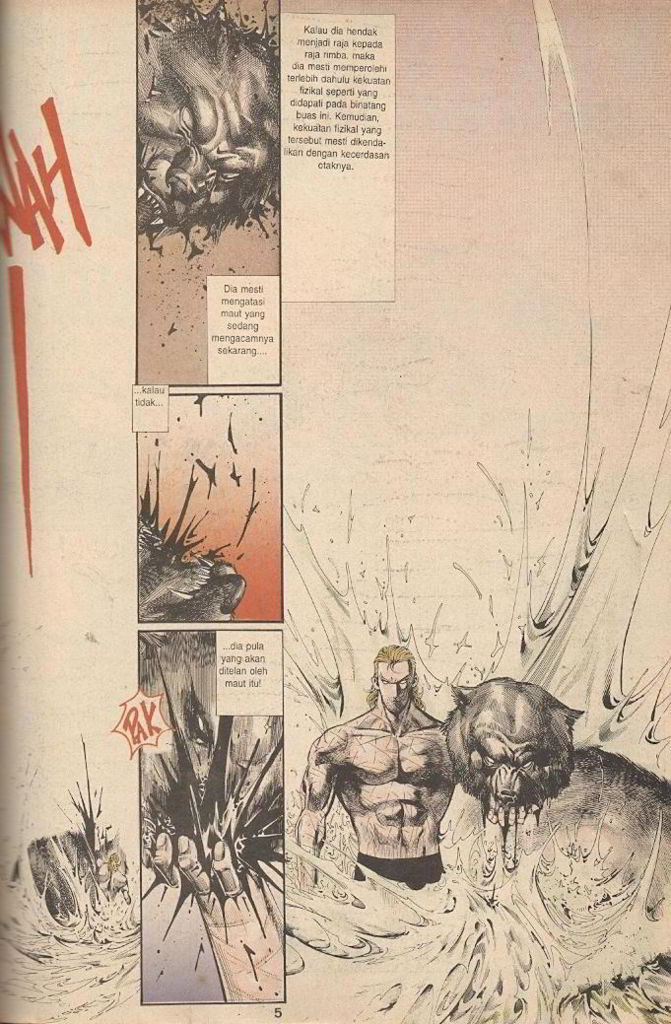 NAH
Kalau dia hendak
menjadi raja kepada
raja rimba, maka
dia mesti memperolehi
terlebih dahulu kekuatan
fizikal seperti yang
didapati pada binatang
buas ini. Kemudian,
kekuatan fizikal yang
tersebut mesti dikenda-
likan dengan kecerdasan
otaknya.
Dia mesti
mengatasi
maut yang
sedang
mengacamnya
sekarang....
...kalau
tidak...
...dia pula
yang akan
ditelan oleh
maut itu!
PAK
5